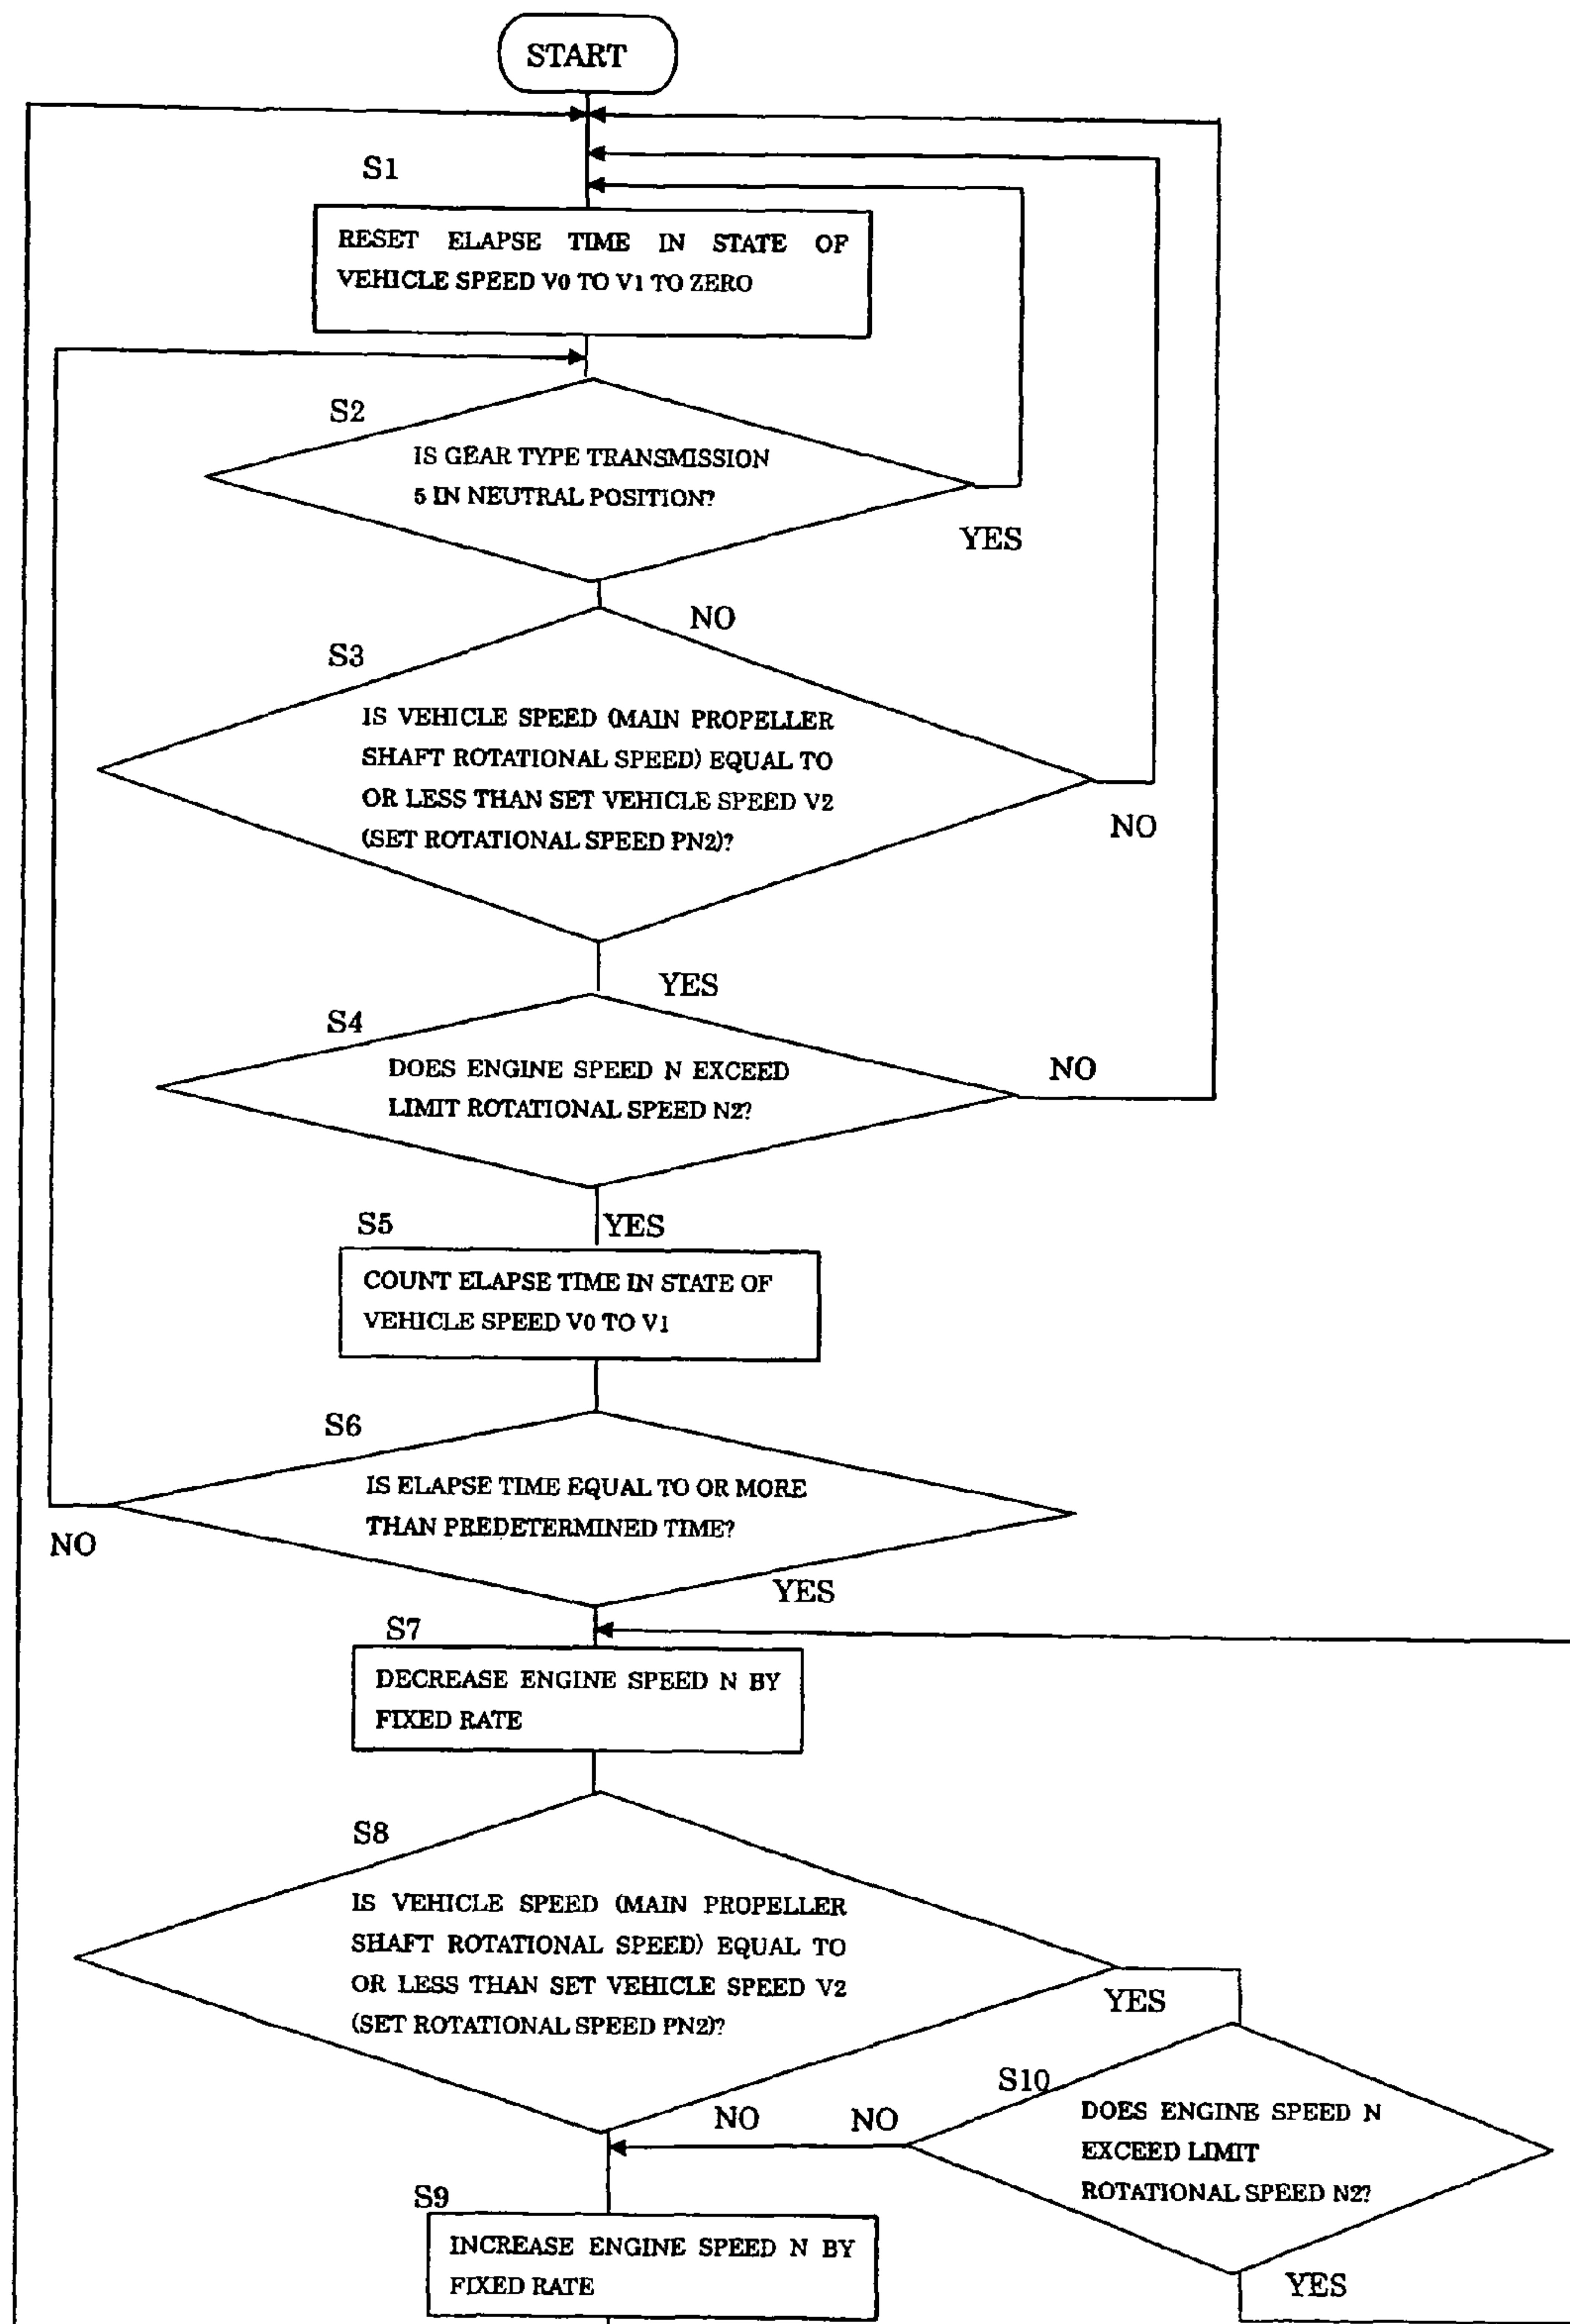 START
S1
RESET ELAPSE TIME IN STATE OF
VEHICLE SPEED V0 TO V1 TO ZERO
S2
IS GEAR TYPE TRANSMISSION
5 IN NEUTRAL POSITION?
YES
NO
S3
IS VEHICLE SPEED (MAIN PROPELLER
SHAFT ROTATIONAL SPEED) EQUAL TO
OR LESS THAN SET VEHICLE SPEED V2
(SET ROTATIONAL SPEED PN2)?
NO
YES
S4
DOES ENGINE SPEED N EXCEED
LIMIT ROTATIONAL SPEED N2?
NO
YES
S5
COUNT ELAPSE TIME IN STATE OF
VEHICLE SPEED V0 TO V1
S6
IS ELAPSE TIME EQUAL TO OR MORE
THAN PREDETERMINED TIME?
NO
YES
S7
DECREASE ENGINE SPEED N BY
FIXED RATE
S8
IS VEHICLE SPEED (MAIN PROPELLER
SHAFT ROTATIONAL SPEED) EQUAL TO
OR LESS THAN SET VEHICLE SPEED V2
(SET ROTATIONAL SPEED PN2)?
YES
S10
DOES ENGINE SPEED N
EXCEED LIMIT
ROTATIONAL SPEED N2?
NO
NO
YES
S9
INCREASE ENGINE SPEED N BY
FIXED RATE